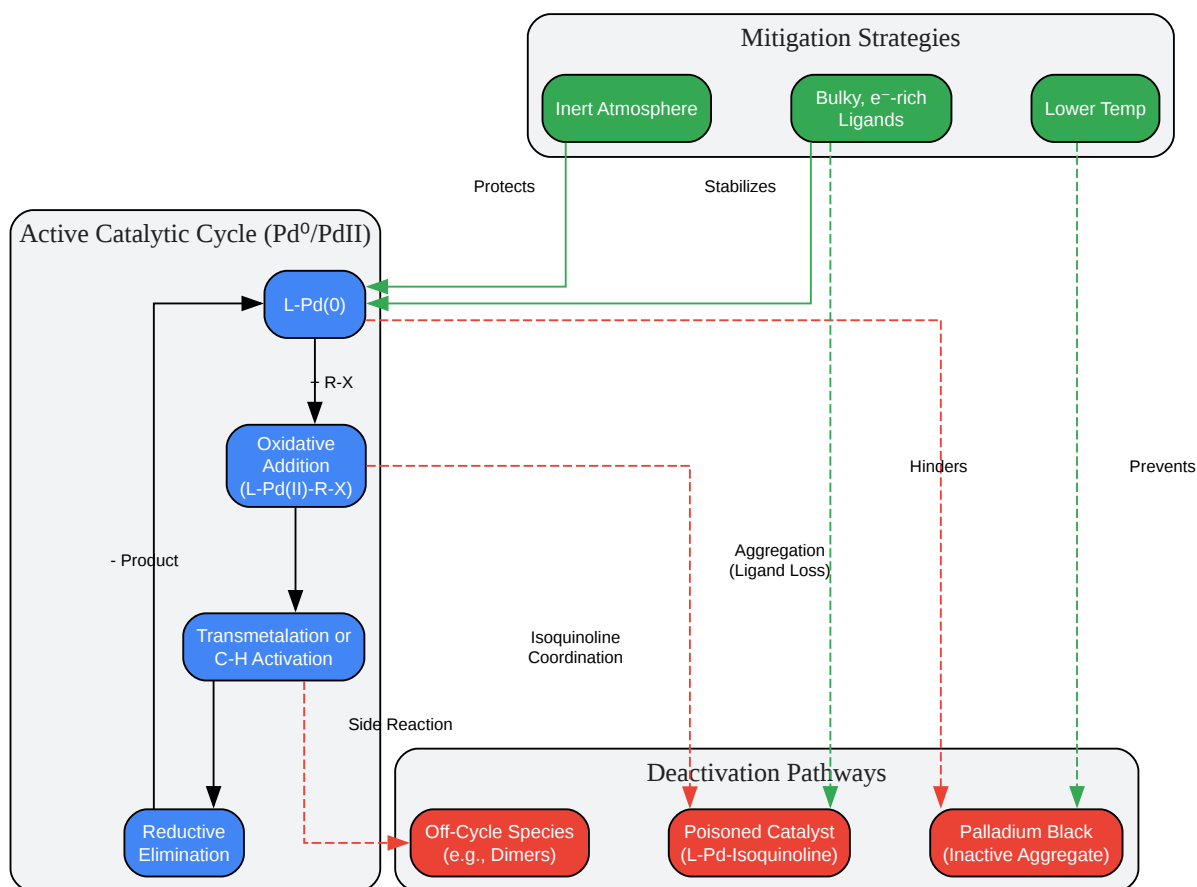 Mitigation Strategies
Inert Atmosphere
Bulky, e⁻-rich
Ligands
Lower Temp
Protects
Stabilizes
Active Catalytic Cycle (Pd⁰/PdII)
L-Pd(0)
+ R-X
Oxidative
Addition
(L-Pd(II)-R-X)
Hinders
Prevents
- Product
Aggregation
(Ligand Loss)
Transmetalation or
C-H Activation
Isoquinoline
Coordination
Side Reaction
Deactivation Pathways
Reductive
Elimination
Off-Cycle Species
(e.g., Dimers)
Poisoned Catalyst
(L-Pd-Isoquinoline)
Palladium Black
(Inactive Aggregate)